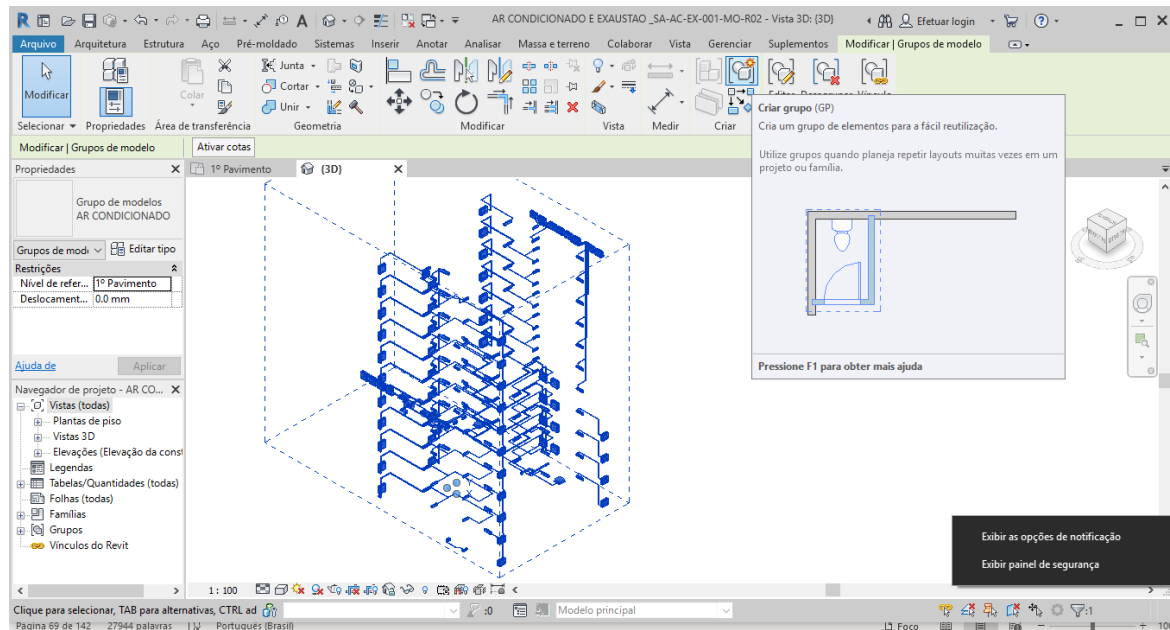 AR CONDICIONADO E EXAUSTAO _SA-AC-EX-001-MO-R02 - Vista 3D: {3D}
Efetuar login
Arquivo Arquitetura Estrutura Aço Pré-moldado Sistemas Inserir Anotar Analisar Massa e terreno Colaborar Vista Gerenciar Suplementos Modificar | Grupos de modelo
Modificar
Colar
Junta
Cortar
Unir
Selecionar Propriedades Área de transferência Geometria Modificar Vista Medir Criar
Modificar | Grupos de modelo Ativar cotas
Criar grupo (GP)
Cria um grupo de elementos para a fácil reutilização.
Utilize grupos quando planeja repetir layouts muitas vezes em um
projeto ou família.
Pressione F1 para obter mais ajuda
Propriedades X
1º Pavimento
{3D} X
Grupo de modelos
AR CONDICIONADO
Grupos de mod Editar tipo
Restrições
Nível de refer... 1º Pavimento
Deslocament... 0.0 mm
Ajuda de Aplicar
Navegador de projeto - AR CO... X
Vistas (todas)
Plantas de piso
Vistas 3D
Elevações (Elevação da const
Legendas
Tabelas/Quantidades (todas)
Folhas (todas)
Famílias
Grupos
Vínculos do Revit
Exibir as opções de notificação
Exibir painel de segurança
1 : 100
Clique para selecionar, TAB para alternativas, CTRL ad
:0
Modelo principal
:1
Página 69 de 142 27944 palavras Português (Brasil) Foco